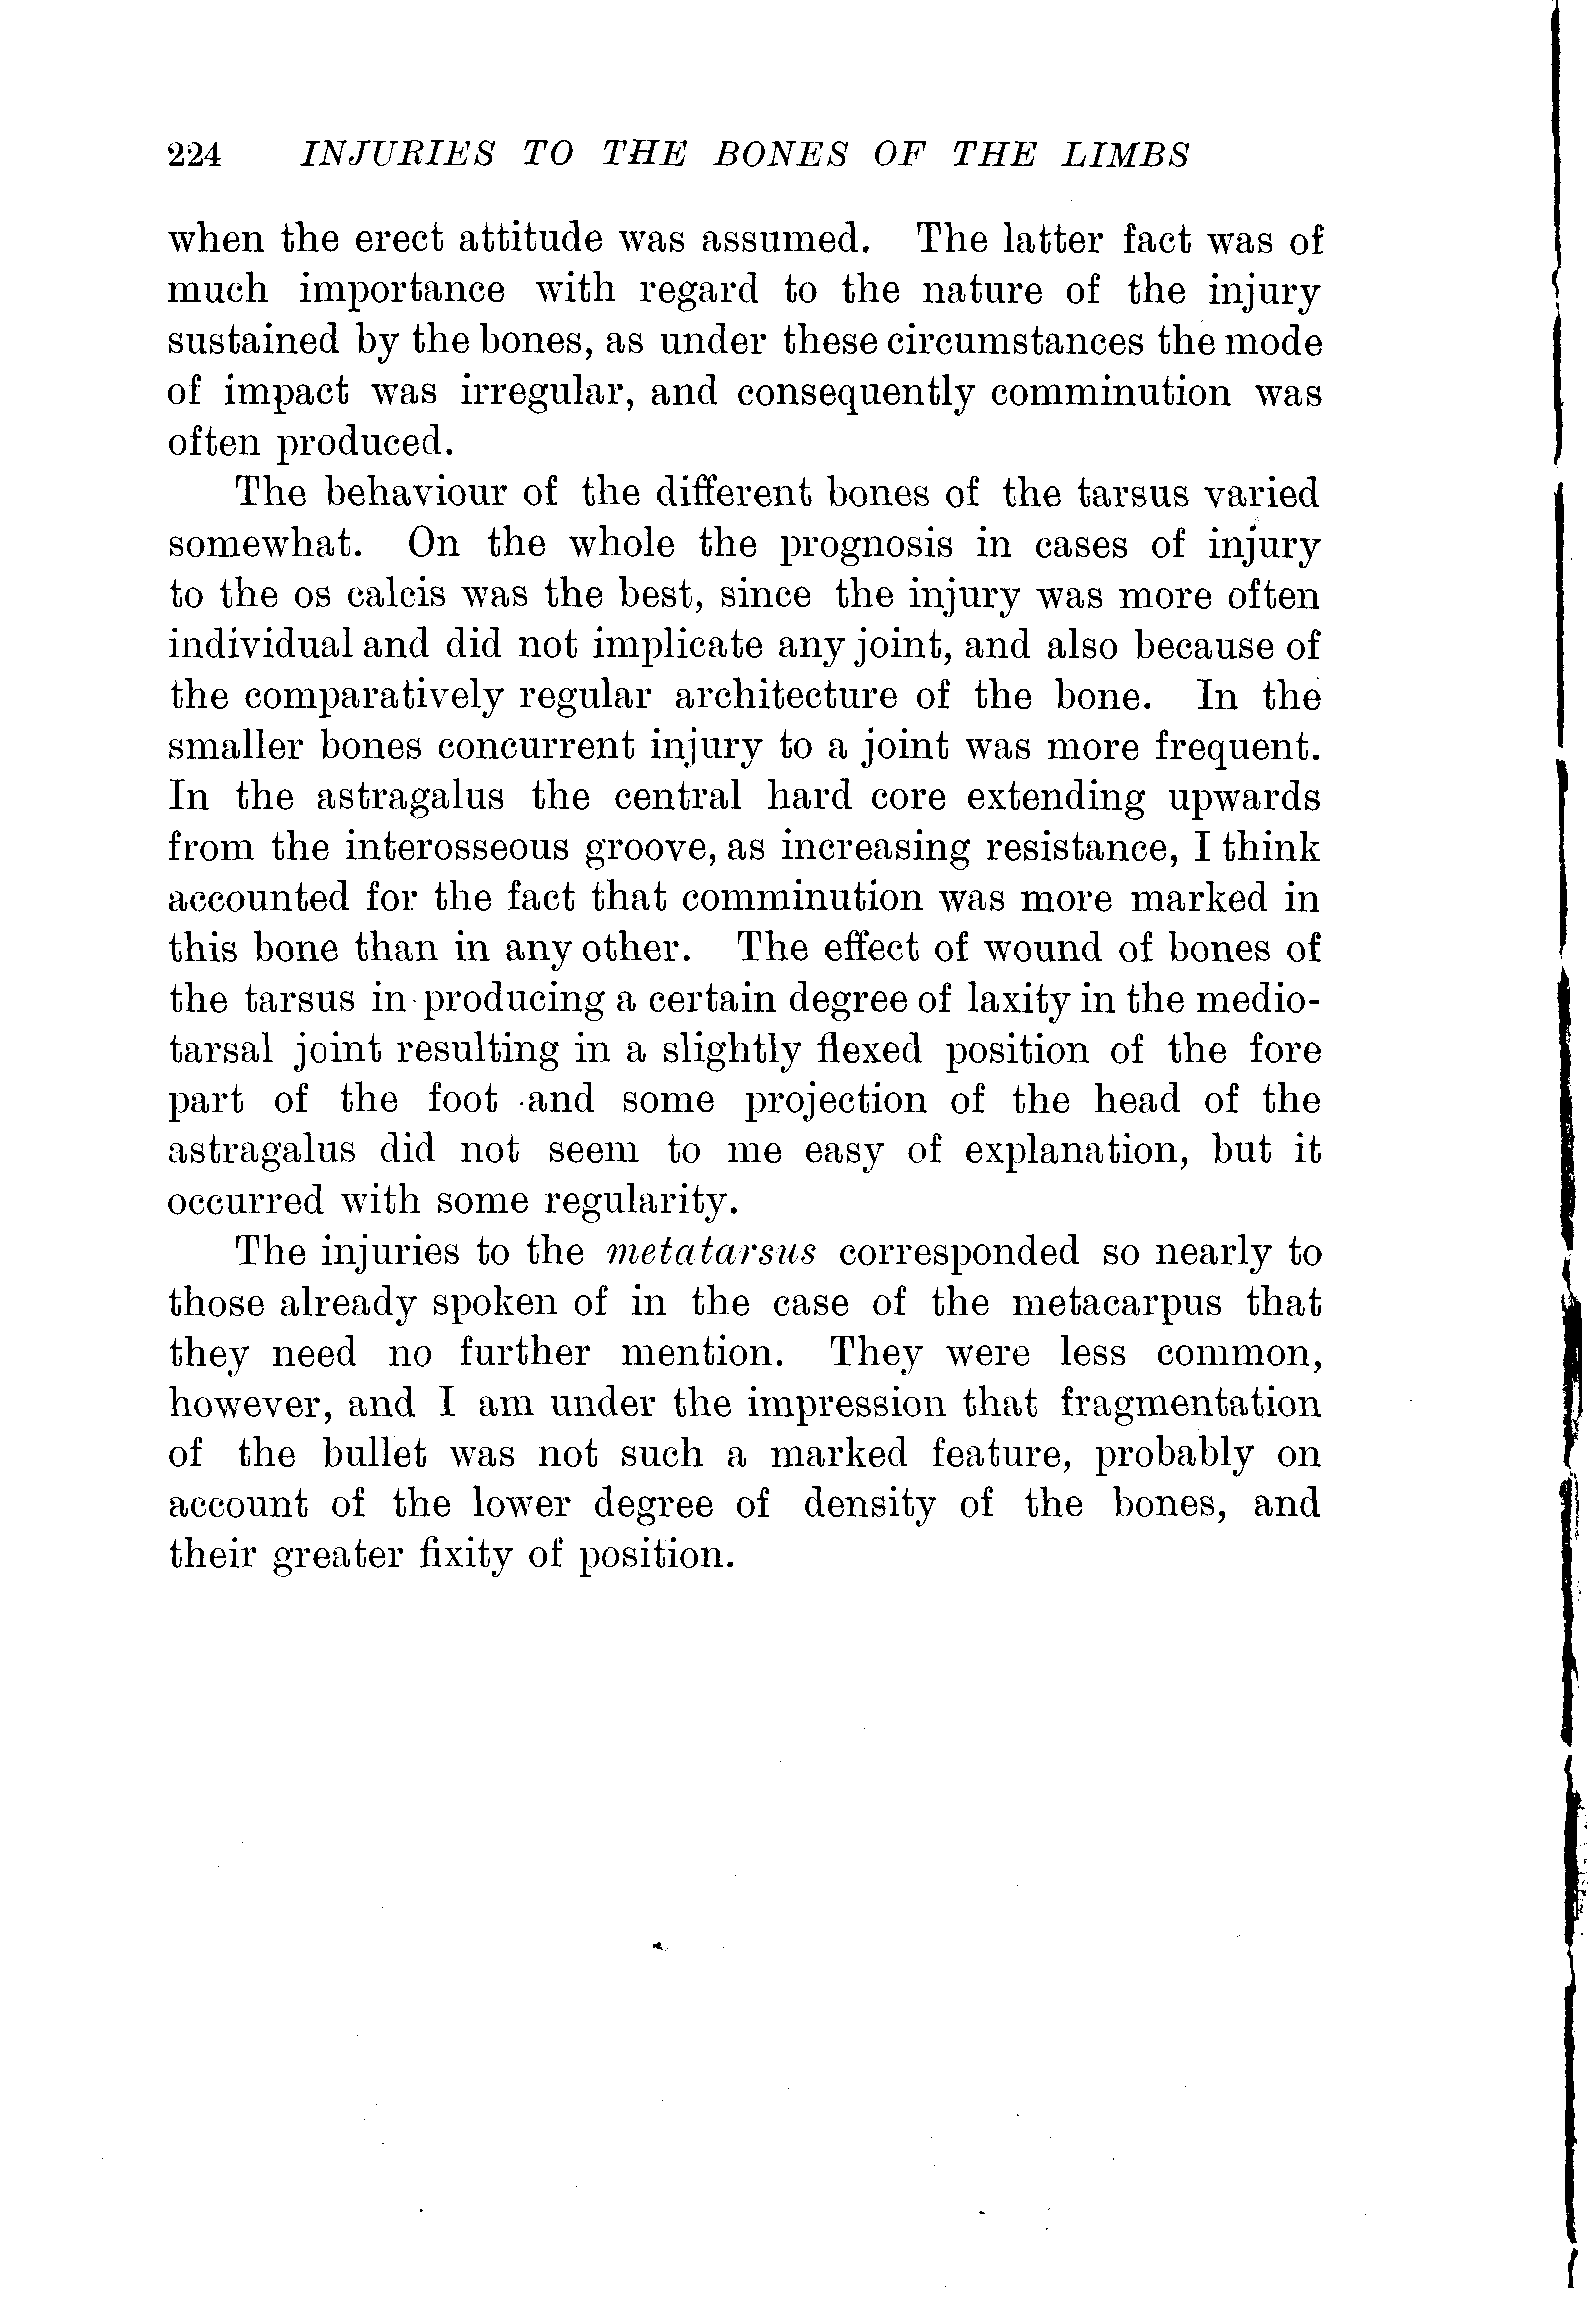 224 INJURIES TO THE BONES OF THE LIMBS
when the erect attitude was assumed. The latter fact was of
much importance with regard to the nature of the injury
sustained by the bones, as under these circumstances the mode
of impact was irregular, and consequently comminution was
often produced.
The behaviour of the different bones of the tarsus varied
somewhat. On the whole the prognosis in cases of injury
to the os calcis was the best, since the injury was more often
individual and did not implicate any joint, and also because of
the comparatively regular architecture of the bone. In the
smaller bones concurrent injury to a joint was more frequent.
In the astragalus the central hard core extending upwards
from the interosseous groove, as increasing resistance, I think
accounted for the fact that comminution was more marked in
this bone than in any other. The effect of wound of bones of
the tarsus in producing a certain degree of laxity in the medio-
tarsal joint resulting in a slightly flexed position of the fore
part of the foot and some projection of the head of the
astragalus did not seem to me easy of explanation, but it
occurred with some regularity.
The injuries to the metatarsus corresponded so nearly to
those already spoken of in the case of the metacarpus that
they need no further mention. They were less common,
however, and I am under the impression that fragmentation
of the bullet was not such a marked feature, probably on
account of the lower degree of density of the bones, and
their greater fixity of position.